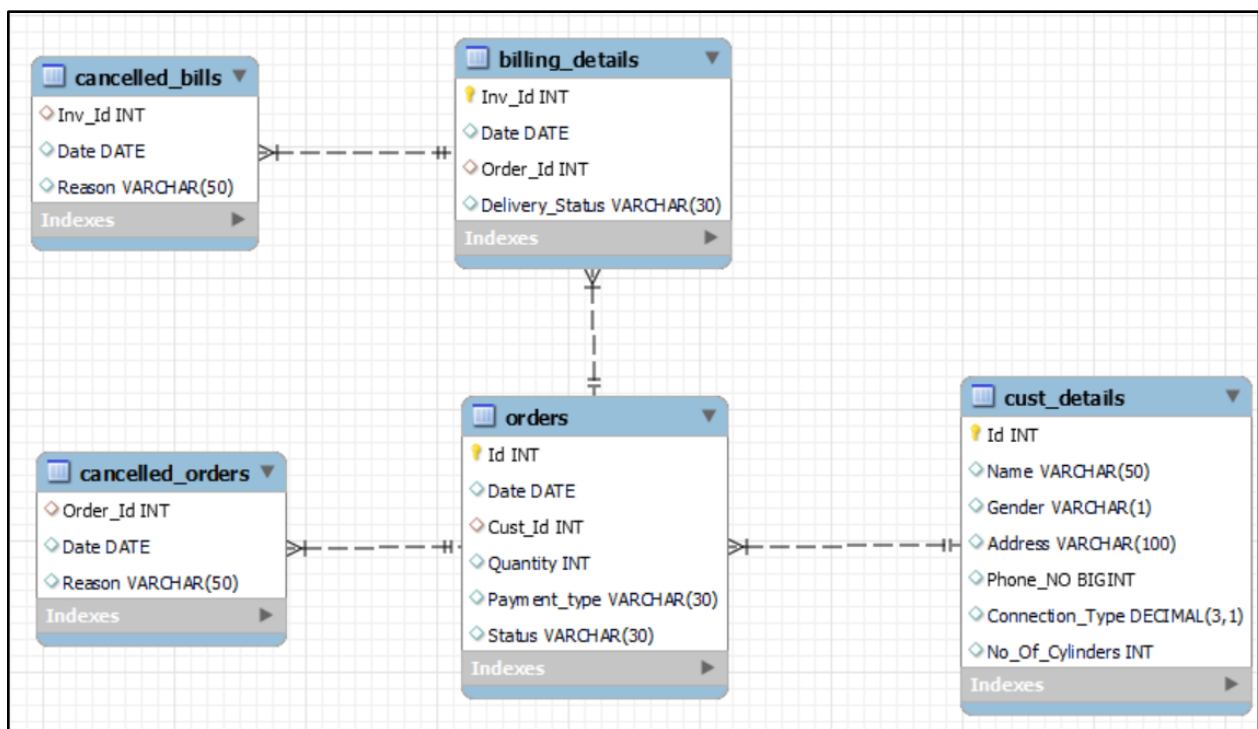 cancelled_bills
Inv_Id INT
Date DATE
Reason VARCHAR(50)
Indexes
billing_details
Inv_Id INT
Date DATE
Order_Id INT
Delivery_Status VARCHAR(30)
Indexes
cancelled_orders
Order_Id INT
Date DATE
Reason VARCHAR(50)
Indexes
orders
Id INT
Date DATE
Cust_Id INT
Quantity INT
Payment_type VARCHAR(30)
Status VARCHAR(30)
Indexes
cust_details
Id INT
Name VARCHAR(50)
Gender VARCHAR(1)
Address VARCHAR(100)
Phone_NO BIGINT
Connection_Type DECIMAL(3,1)
No_Of_Cylinders INT
Indexes